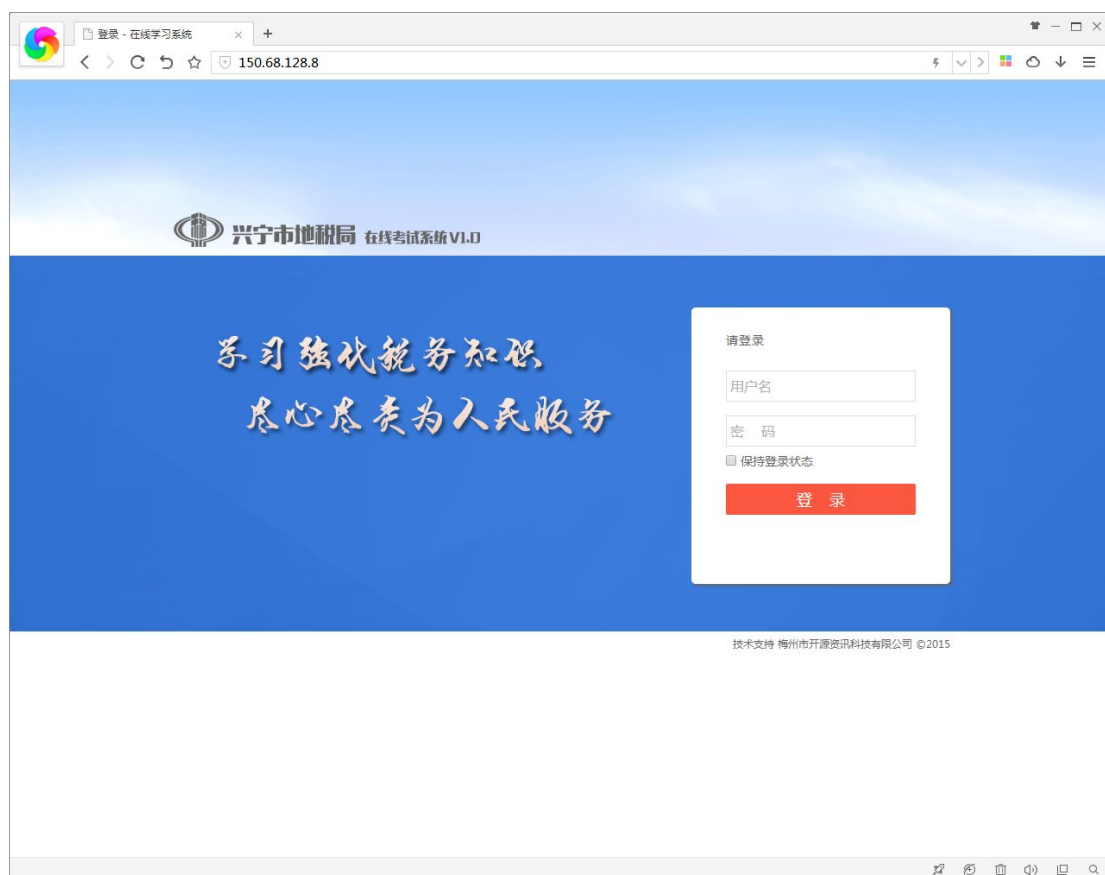 登录 - 在线学习系统
150.68.128.8
兴宁市地税局 在线考试系统V1.0
学习强化税务知识
尽心尽责为人民服务
请登录
用户名
密 码
保持登录状态
登 录
技术支持 梅州市开源资讯科技有限公司 ©2015